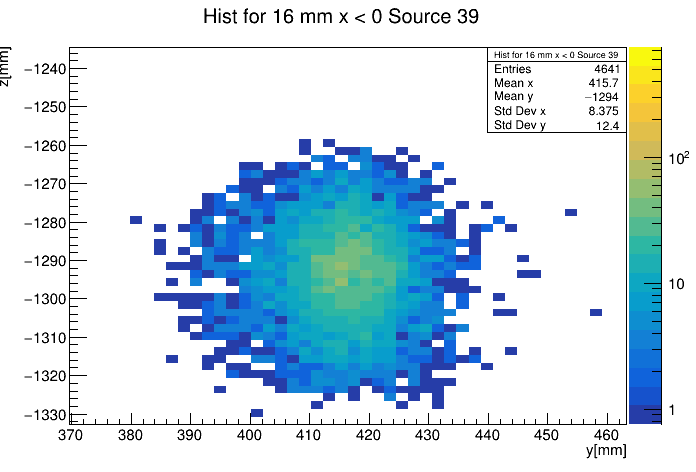 Hist for 16 mm x < 0 Source 39
z[mm]
Hist for 16 mm x < 0 Source 39
Entries 4641
Mean x 415.7
Mean y −1294
Std Dev x 8.375
Std Dev y 12.4
−1240
−1250
−1260
−1270
−1280
−1290
−1300
−1310
−1320
−1330
10²
10
1
370 380 390 400 410 420 430 440 450 460
y[mm]